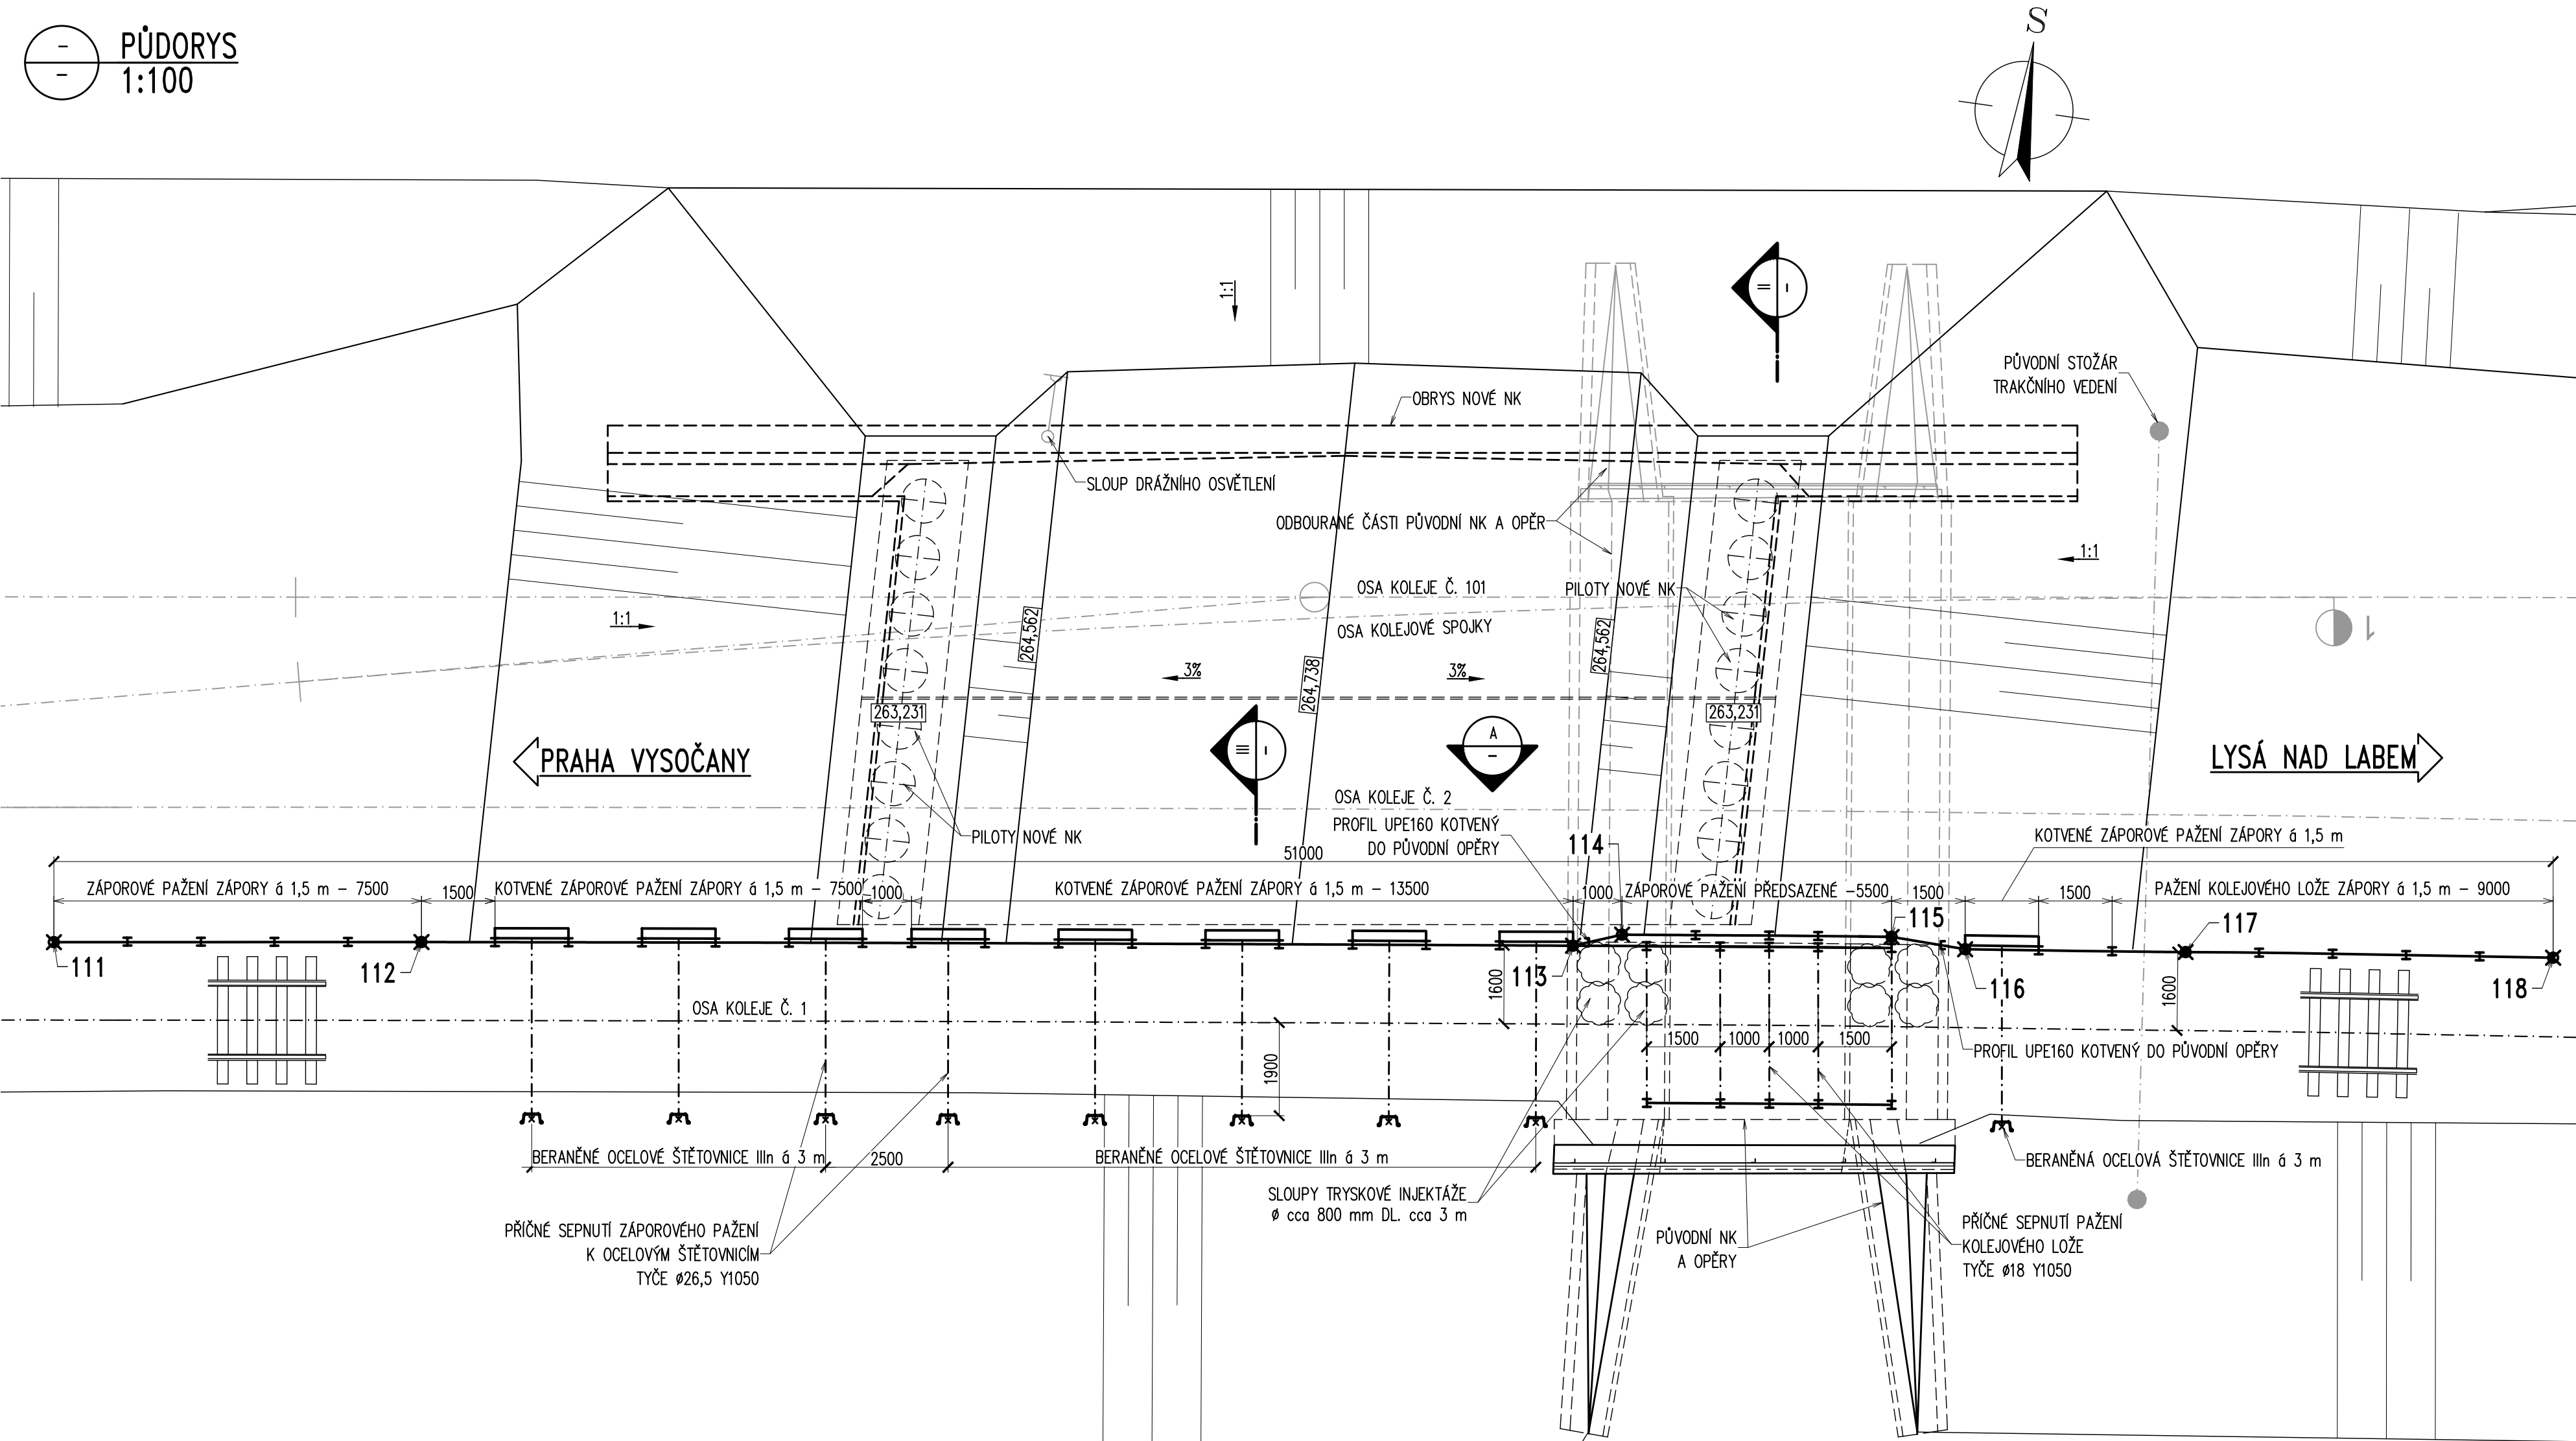 -
-
PŮDORYS
1:100
S
1:1
II
-
PŮVODNÍ STOŽÁR
TRAKČNÍHO VEDENÍ
OBRYS NOVÉ NK
SLOUP DRÁŽNÍHO OSVĚTLENÍ
ODBOURANÉ ČÁSTI PŮVODNÍ NK A OPĚR
1:1
OSA KOLEJE Č. 101
PILOTY NOVÉ NK
1:1
264,562
OSA KOLEJOVÉ SPOJKY
264,562
1
3%
264,738
3%
263,231
263,231
PRAHA VYSOČANY
III
-
A
-
LYSÁ NAD LABEM
OSA KOLEJE Č. 2
PROFIL UPE160 KOTVENÝ
DO PŮVODNÍ OPĚRY
PILOTY NOVÉ NK
114
KOTVENÉ ZÁPOROVÉ PAŽENÍ ZÁPORY á 1,5 m
51000
ZÁPOROVÉ PAŽENÍ ZÁPORY á 1,5 m - 7500
1500
KOTVENÉ ZÁPOROVÉ PAŽENÍ ZÁPORY á 1,5 m - 7500
1000
KOTVENÉ ZÁPOROVÉ PAŽENÍ ZÁPORY á 1,5 m - 13500
1000
ZÁPOROVÉ PAŽENÍ PŘEDSAZENÉ -5500
1500
1500
PAŽENÍ KOLEJOVÉHO LOŽE ZÁPORY á 1,5 m - 9000
115
117
111
112
1600
113
116
1600
118
OSA KOLEJE Č. 1
1500
1000
1000
1500
PROFIL UPE160 KOTVENÝ DO PŮVODNÍ OPĚRY
1900
BERANĚNÉ OCELOVÉ ŠTĚTOVNICE IIIn á 3 m
2500
BERANĚNÉ OCELOVÉ ŠTĚTOVNICE IIIn á 3 m
BERANĚNÁ OCELOVÁ ŠTĚTOVNICE IIIn á 3 m
SLOUPY TRYSKOVÉ INJEKTÁŽE
ø cca 800 mm DL. cca 3 m
PŘÍČNÉ SEPNUTÍ ZÁPOROVÉHO PAŽENÍ
K OCELOVÝM ŠTĚTOVNICÍM
TYČE ø26,5 Y1050
PŮVODNÍ NK
A OPĚRY
PŘÍČNÉ SEPNUTÍ PAŽENÍ
KOLEJOVÉHO LOŽE
TYČE ø18 Y1050